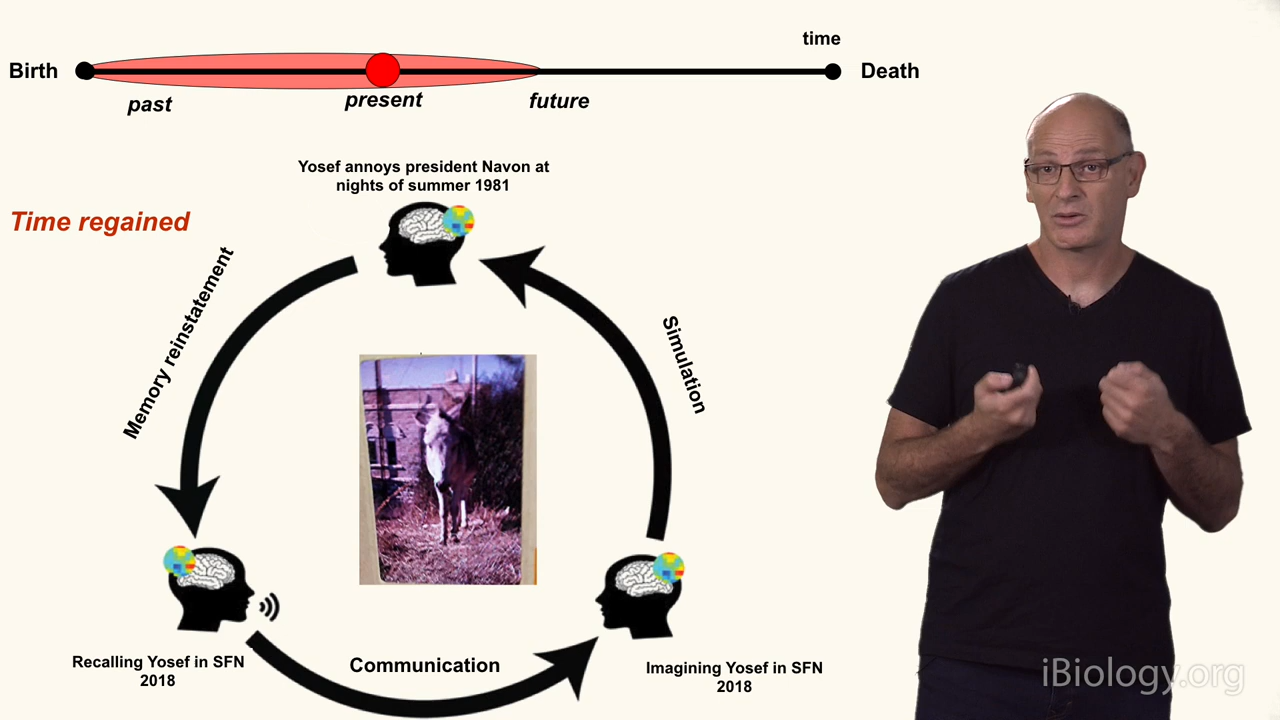 time
Birth
Death
past
present
future
Yosef annoys president Navon at
nights of summer 1981
Time regained
Memory reinstatement
Simulation
Communication
Recalling Yosef in SFN
2018
Imagining Yosef in SFN
2018
iBiology.org